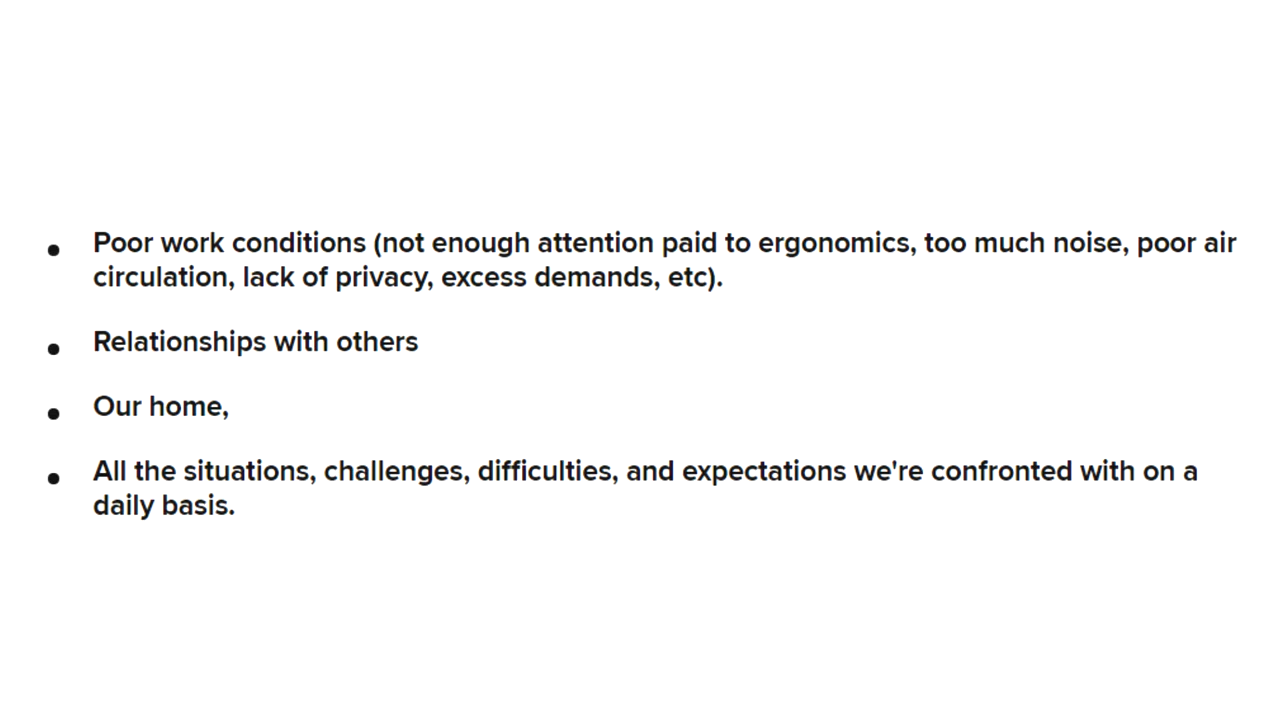 • Poor work conditions (not enough attention paid to ergonomics, too much noise, poor air
circulation, lack of privacy, excess demands, etc).
• Relationships with others
• Our home,
• All the situations, challenges, difficulties, and expectations we're confronted with on a
daily basis.